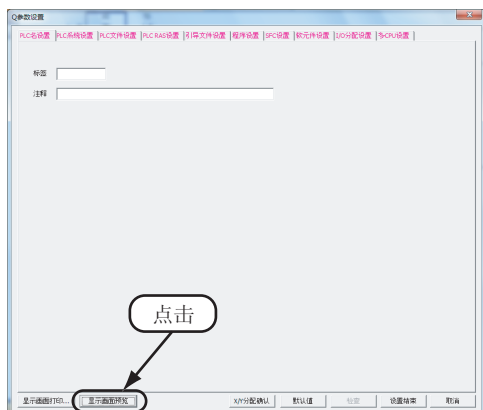 Q参数设置
PLC名设置 PLC系统设置 PLC文件设置 PLC RAS设置 引导文件设置 程序设置 SFC设置 软元件设置 I/O分配设置 多CPU设置
标签
注释
点击
显示画面打印... 显示画面预览 X/Y分配确认 默认值 检查 设置结束 取消